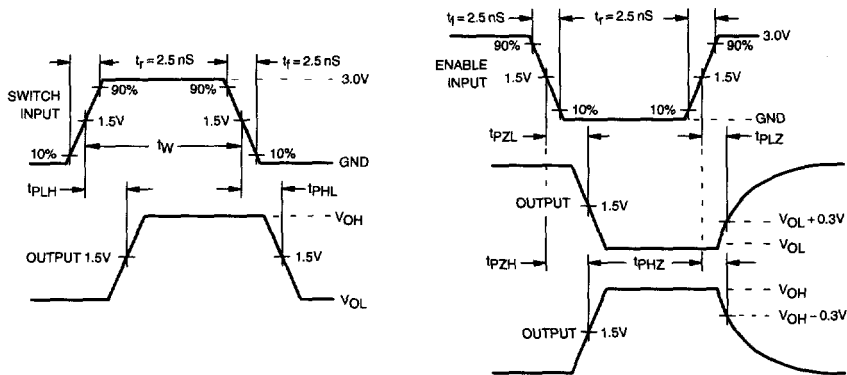 tr = 2.5 nS
tf = 2.5 nS
3.0V
SWITCH
INPUT
90%
90%
1.5V
1.5V
tW
10%
10%
GND
tPLH
tPHL
VOH
OUTPUT 1.5V
1.5V
VOL
tf = 2.5 nS
tr = 2.5 nS
3.0V
90%
90%
ENABLE
INPUT
1.5V
1.5V
10%
10%
GND
tPZL
tPLZ
OUTPUT
1.5V
VOL + 0.3V
VOL
tPZH
tPHZ
VOH
VOH – 0.3V
OUTPUT
1.5V